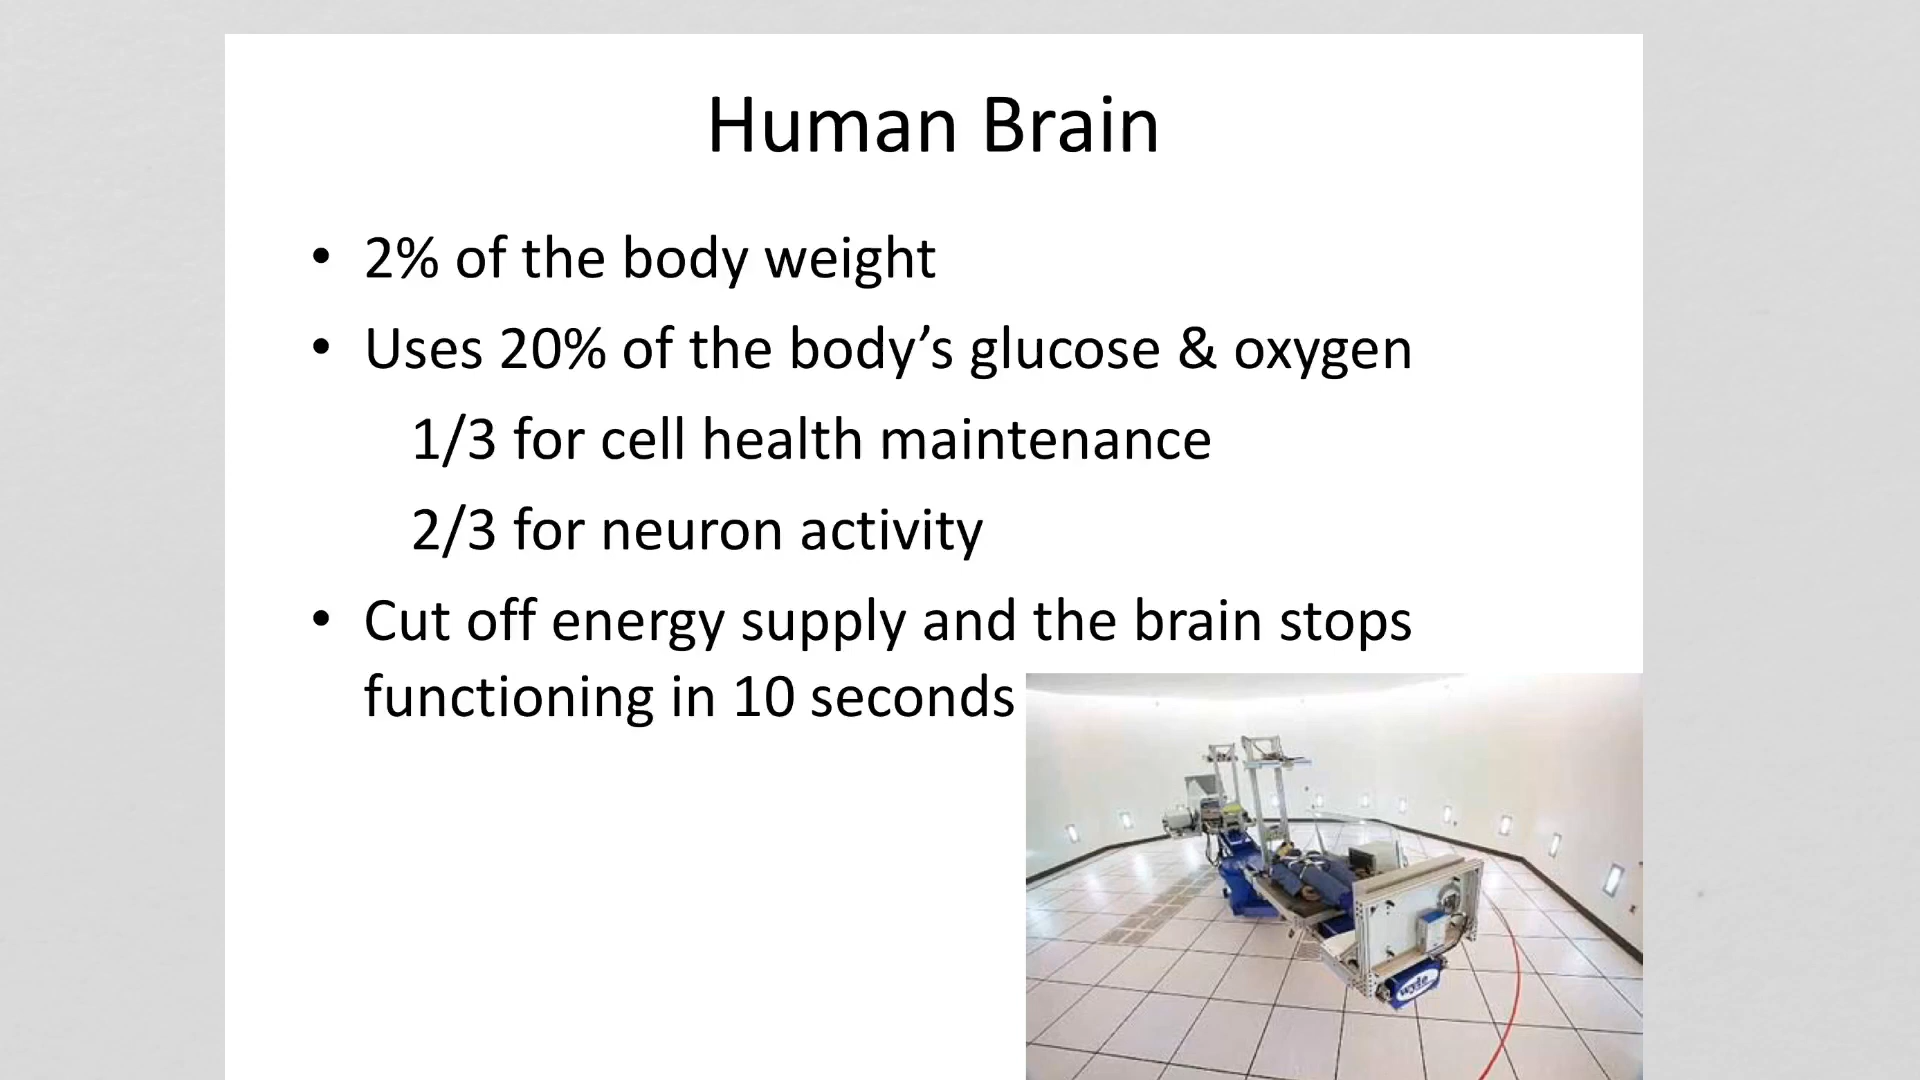 Human Brain
• 2% of the body weight
• Uses 20% of the body’s glucose & oxygen
1/3 for cell health maintenance
2/3 for neuron activity
• Cut off energy supply and the brain stops
functioning in 10 seconds
wyle